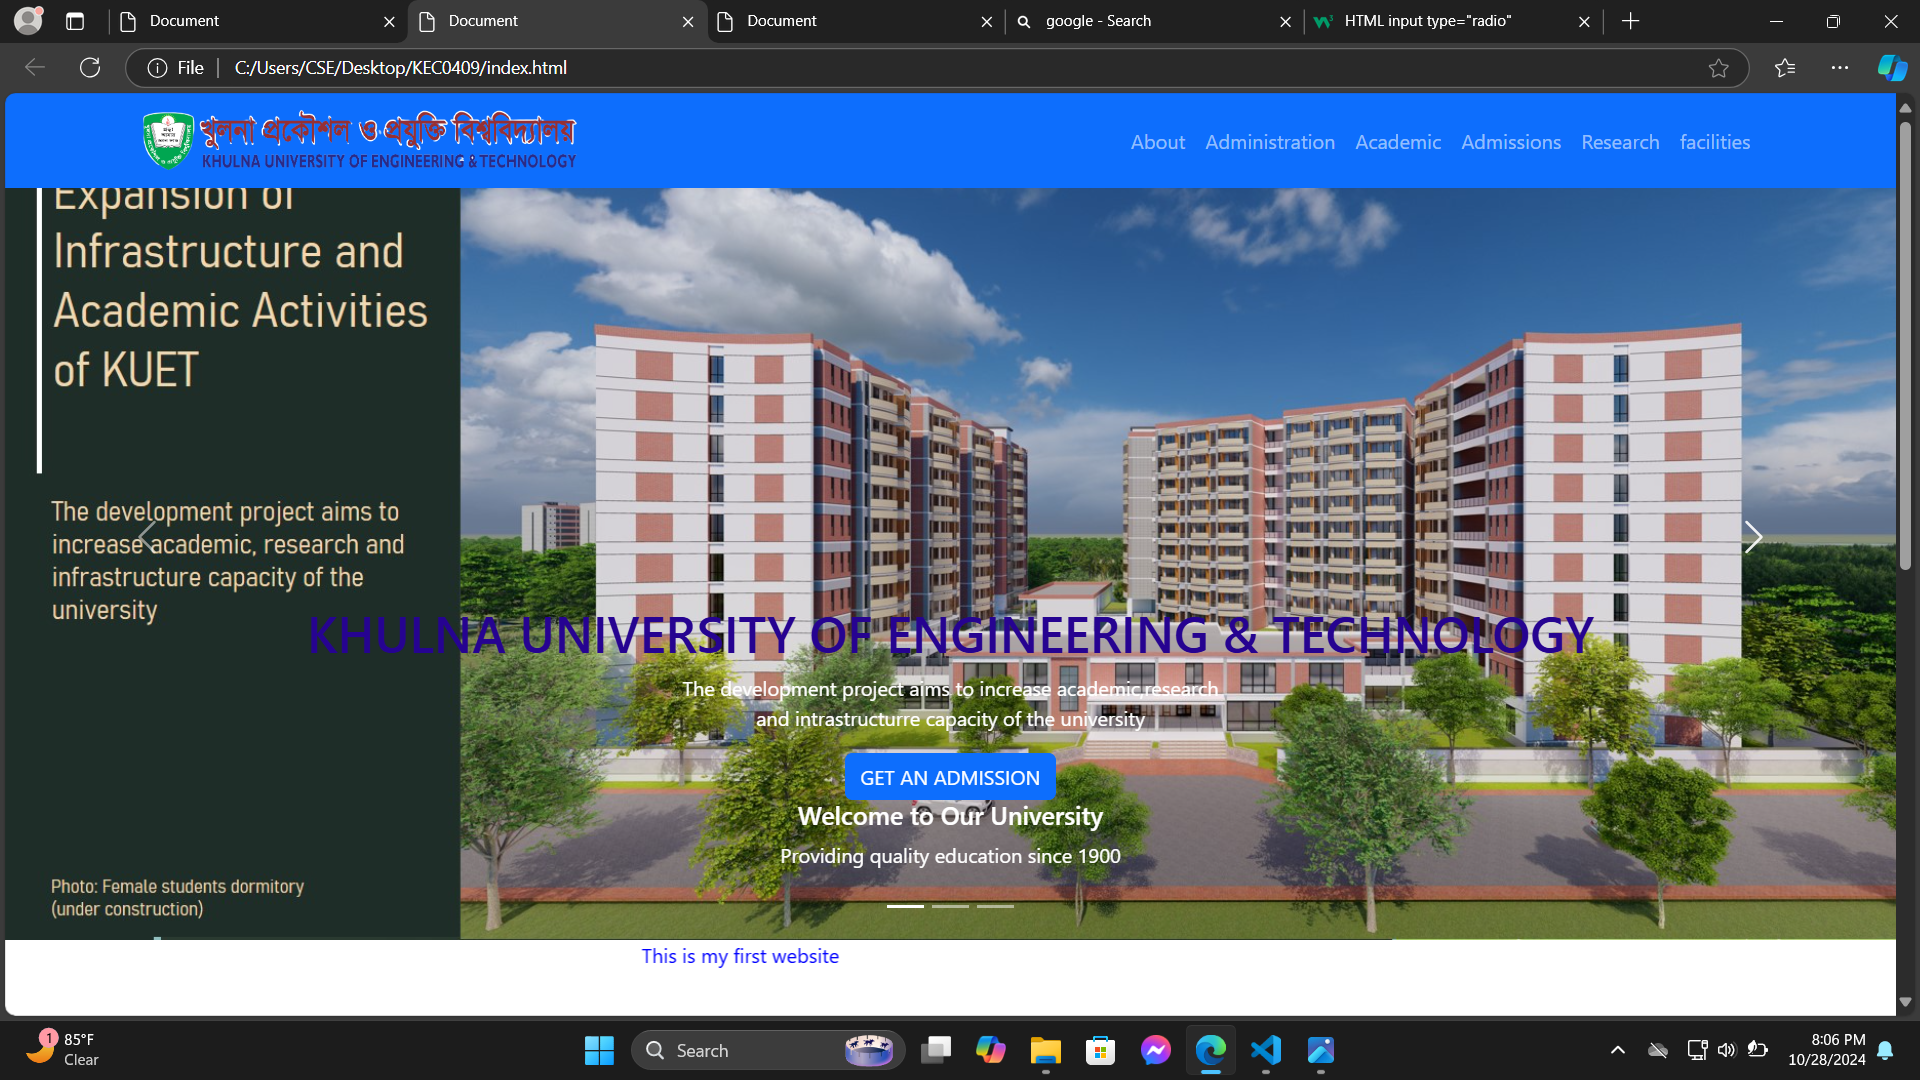 Document
Document
Document
google - Search
HTML input type="radio"
File
C:/Users/CSE/Desktop/KEC0409/index.html
খুলনা প্রকৌশল ও প্রযুক্তি বিশ্ববিদ্যালয়
KHULNA UNIVERSITY OF ENGINEERING & TECHNOLOGY
About
Administration
Academic
Admissions
Research
facilities
Expansion of
Infrastructure and
Academic Activities
of KUET
The development project aims to
increase academic, research and
infrastructure capacity of the
university
KHULNA UNIVERSITY OF ENGINEERING & TECHNOLOGY
The development project aims to increase academic,research
and intrastructurre capacity of the university
GET AN ADMISSION
Welcome to Our University
Providing quality education since 1900
Photo: Female students dormitory
(under construction)
This is my first website
1
85°F
Clear
Search
8:06 PM
10/28/2024